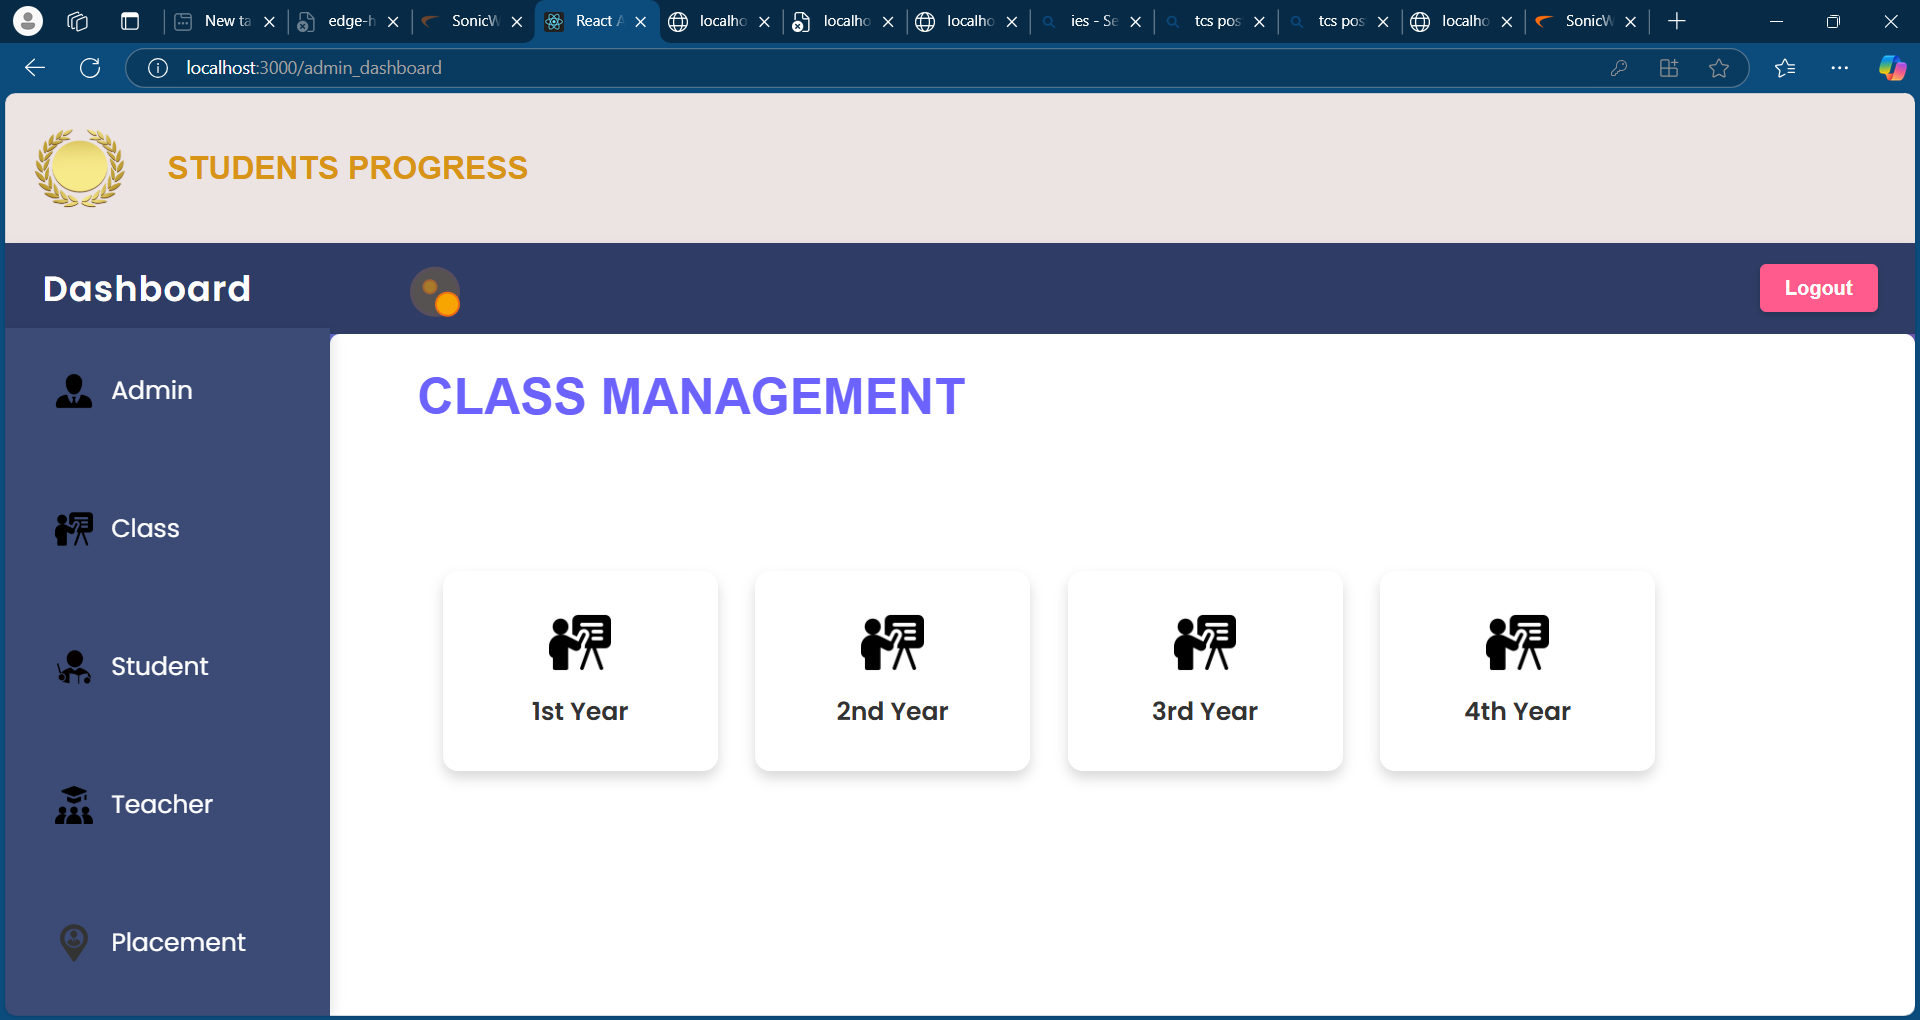 New ta
edge-h
SonicW
React A
localho
localho
localho
ies - Se
tcs pos
tcs pos
localho
SonicW
localhost:3000/admin_dashboard
STUDENTS PROGRESS
Dashboard
Logout
Admin
CLASS MANAGEMENT
Class
Student
1st Year
2nd Year
3rd Year
4th Year
Teacher
Placement